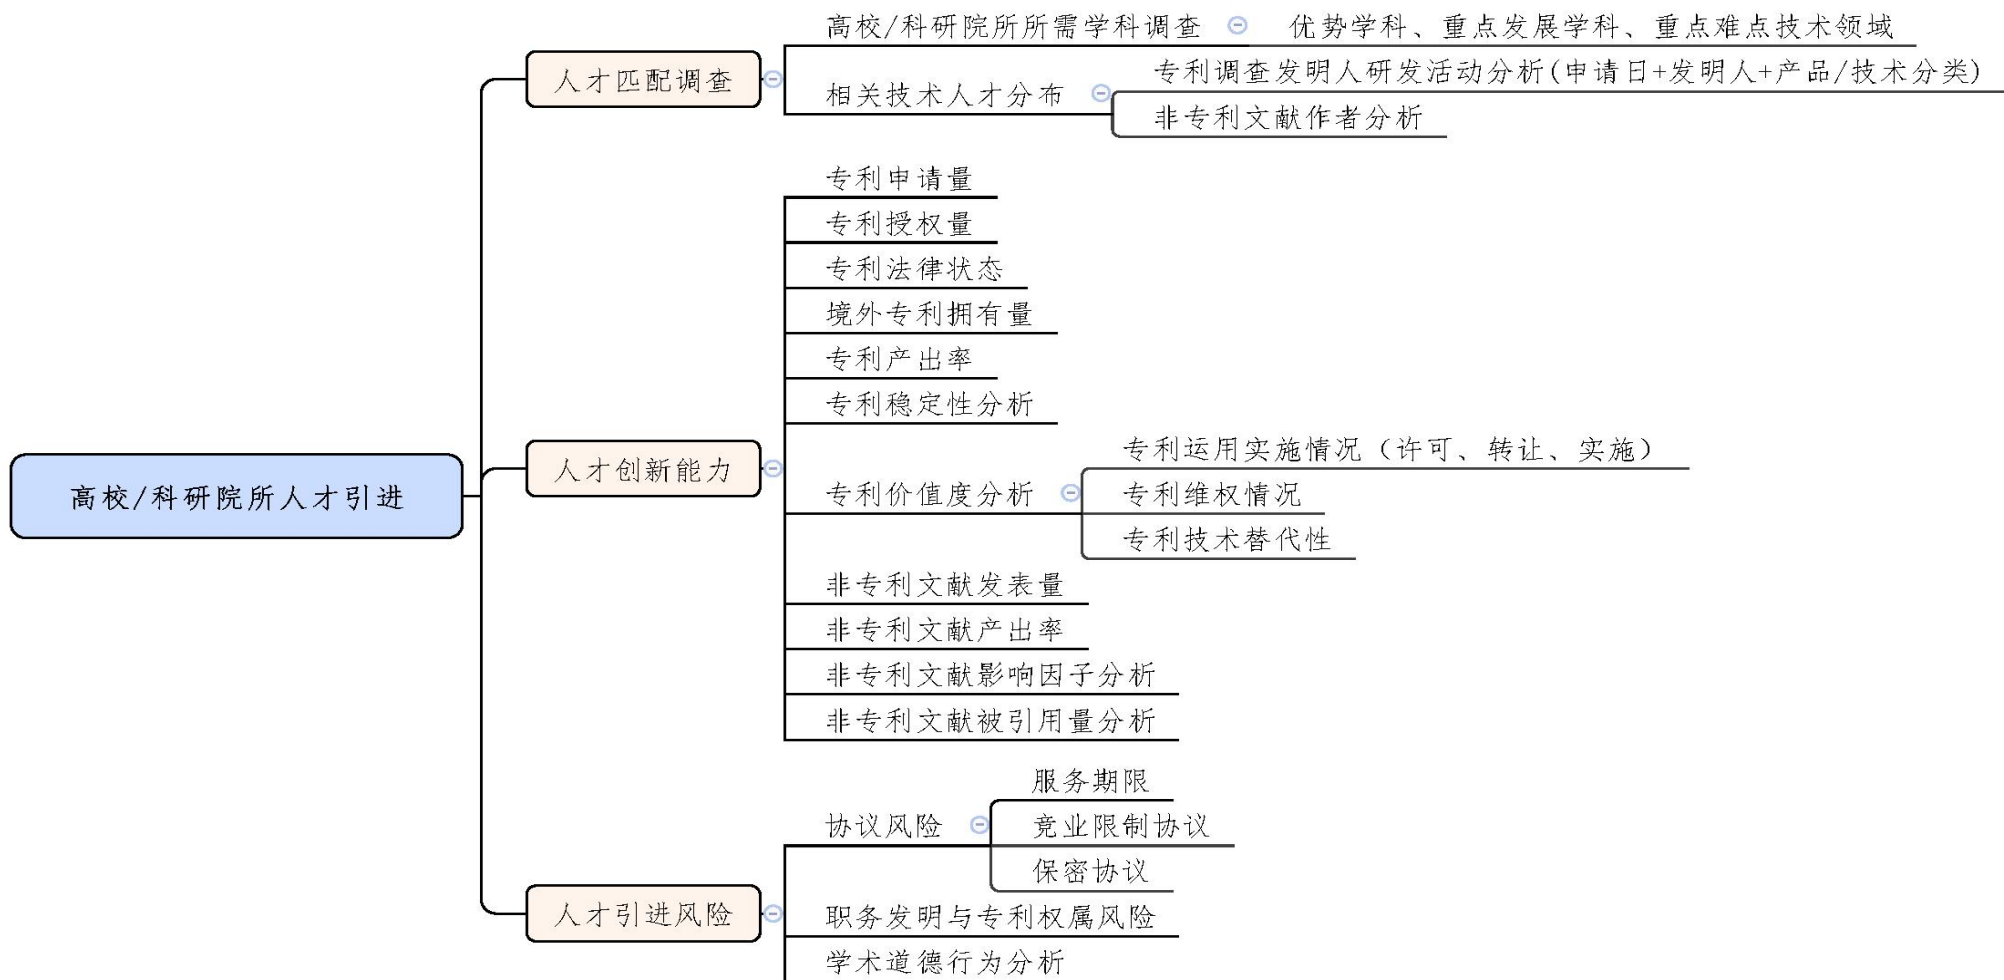 高校/科研院所人才引进
人才匹配调查
高校/科研院所所需学科调查
优势学科、重点发展学科、重点难点技术领域
相关技术人才分布
专利调查发明人研发活动分析(申请日+发明人+产品/技术分类)
非专利文献作者分析
人才创新能力
专利申请量
专利授权量
专利法律状态
境外专利拥有量
专利产出率
专利稳定性分析
专利价值度分析
专利运用实施情况（许可、转让、实施）
专利维权情况
专利技术替代性
非专利文献发表量
非专利文献产出率
非专利文献影响因子分析
非专利文献被引用量分析
人才引进风险
协议风险
服务期限
竞业限制协议
保密协议
职务发明与专利权属风险
学术道德行为分析